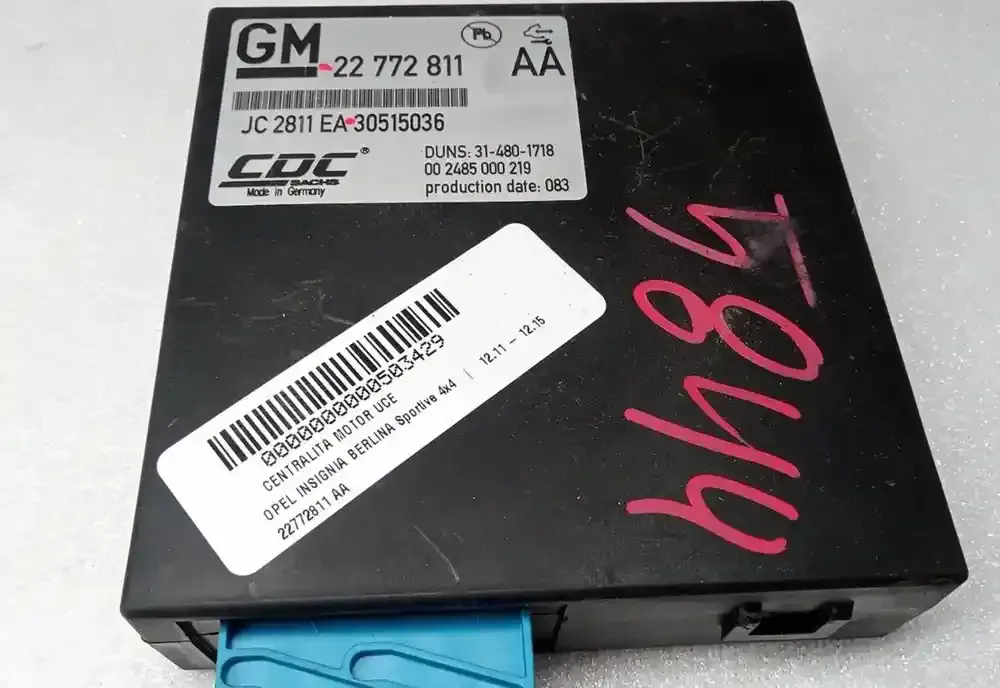 GM
Pb
22 772 811
AA
JC 2811 EA 30515036
CDC®
SACHS
Made in Germany
DUNS: 31-480-1718
00 2485 000 219
production date: 083
0000000000503429
CENTRALITA MOTOR UCE
OPEL INSIGNIA BERLINA Sportive 4x4 | 12.11 – 12.15
22772811 AA